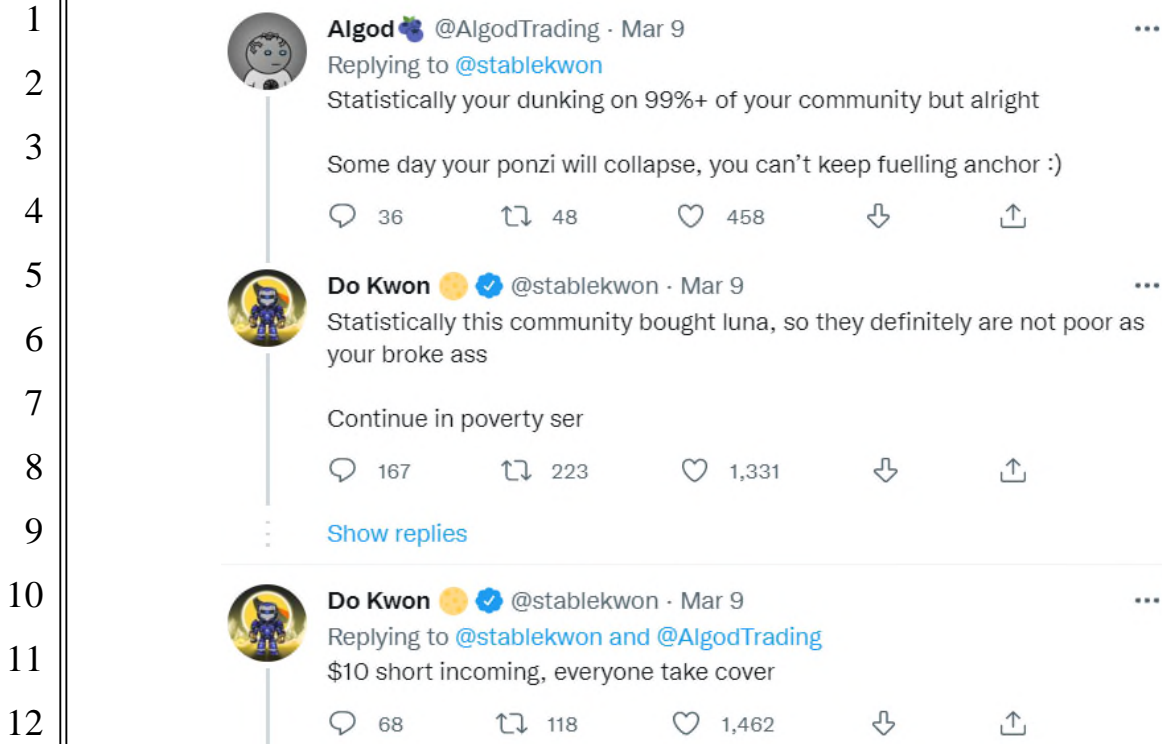 1
Algod🫐 @AlgodTrading · Mar 9
Replying to @stablekwon
2
Statistically your dunking on 99%+ of your community but alright
3
Some day your ponzi will collapse, you can’t keep fuelling anchor :)
4
36 48 458
5
Do Kwon 🌕 @stablekwon · Mar 9
Statistically this community bought luna, so they definitely are not poor as
6
your broke ass
7
Continue in poverty ser
8
167 223 1,331
9
Show replies
10
Do Kwon 🌕 @stablekwon · Mar 9
Replying to @stablekwon and @AlgodTrading
11
$10 short incoming, everyone take cover
12
68 118 1,462